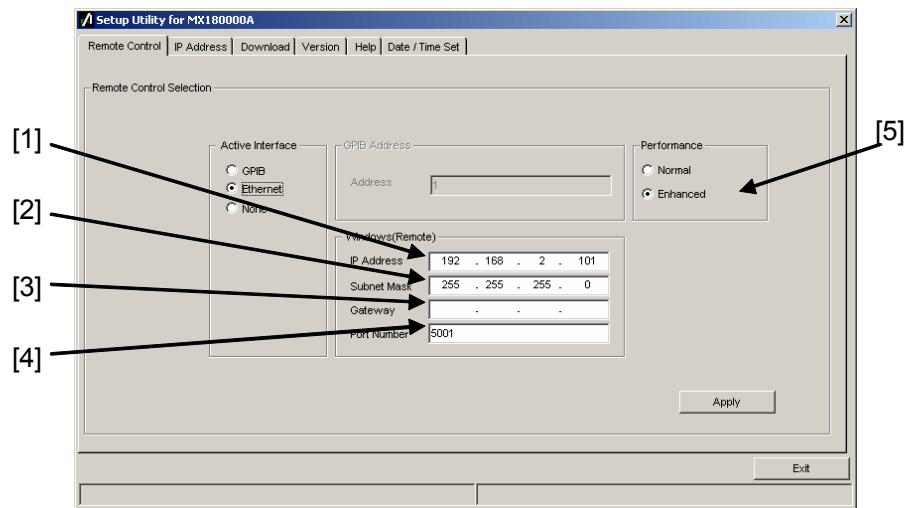 Setup Utility for MX180000A
Remote Control IP Address Download Version Help Date / Time Set
Remote Control Selection
[1]
[2]
[3]
[4]
[5]
Active Interface
GPIB
Ethernet
None
GPIB Address
Address 1
Performance
Normal
Enhanced
Windows(Remote)
IP Address 192 . 168 . 2 . 101
Subnet Mask 255 . 255 . 255 . 0
Gateway . . .
Port Number 5001
Apply
Exit